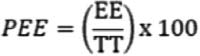 PEE = (EE/TT) x 100